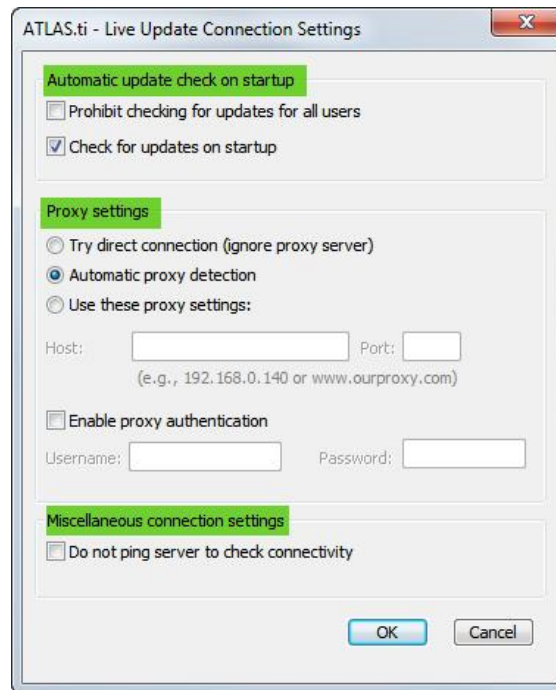 ATLAS.ti - Live Update Connection Settings
Automatic update check on startup
Prohibit checking for updates for all users
Check for updates on startup
Proxy settings
Try direct connection (ignore proxy server)
Automatic proxy detection
Use these proxy settings:
Host: Port:
(e.g., 192.168.0.140 or www.ourproxy.com)
Enable proxy authentication
Username: Password:
Miscellaneous connection settings
Do not ping server to check connectivity
OK Cancel